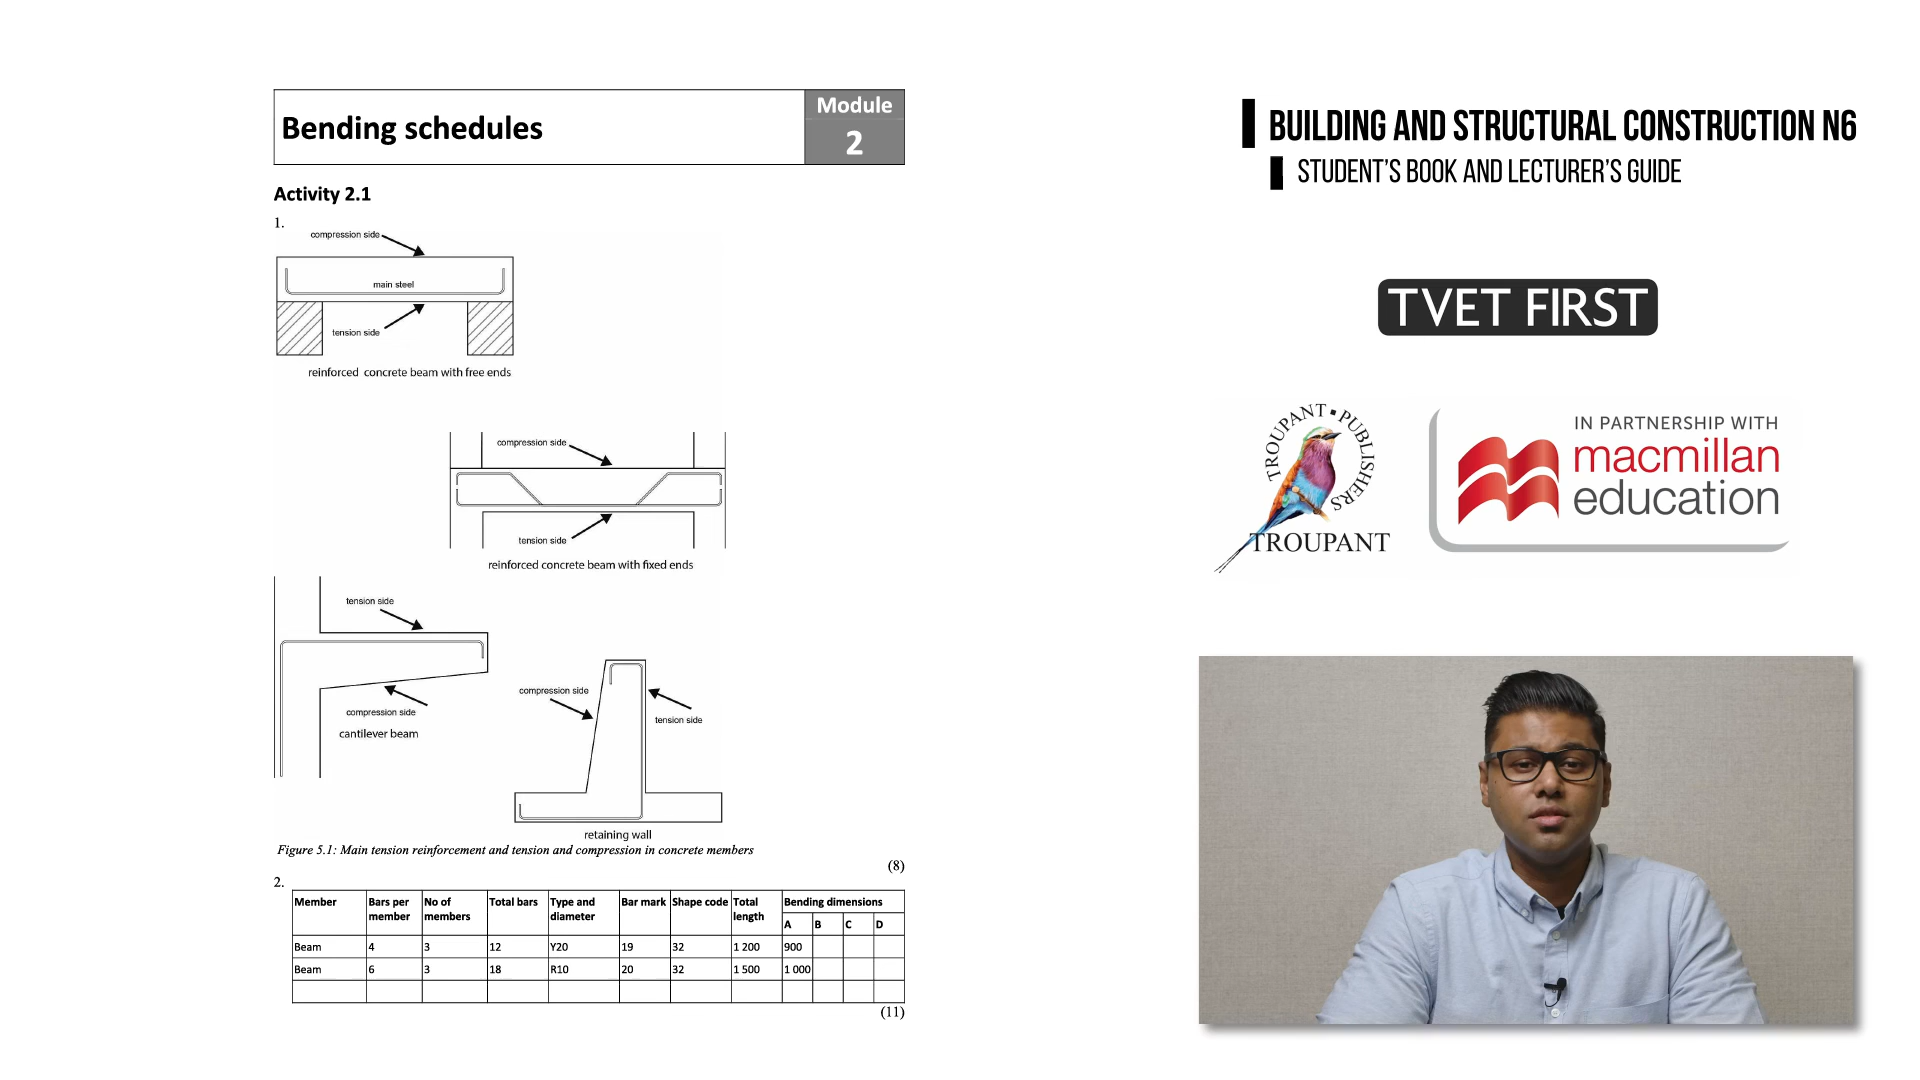 Bending schedules
Module
2
Activity 2.1
1.
compression side
main steel
tension side
reinforced concrete beam with free ends
compression side
tension side
reinforced concrete beam with fixed ends
tension side
compression side
cantilever beam
compression side
tension side
retaining wall
Figure 5.1: Main tension reinforcement and tension and compression in concrete members
(8)
2.
Member Bars per member No of members Total bars Type and diameter Bar mark Shape code Total length Bending dimensions
A B C D
Beam 4 3 12 Y20 19 32 1 200 900
Beam 6 3 18 R10 20 32 1 500 1 000
(11)
BUILDING AND STRUCTURAL CONSTRUCTION N6
STUDENT'S BOOK AND LECTURER'S GUIDE
TVET FIRST
TROUPANT ▪ PUBLISHERS
TROUPANT
IN PARTNERSHIP WITH
macmillan
education